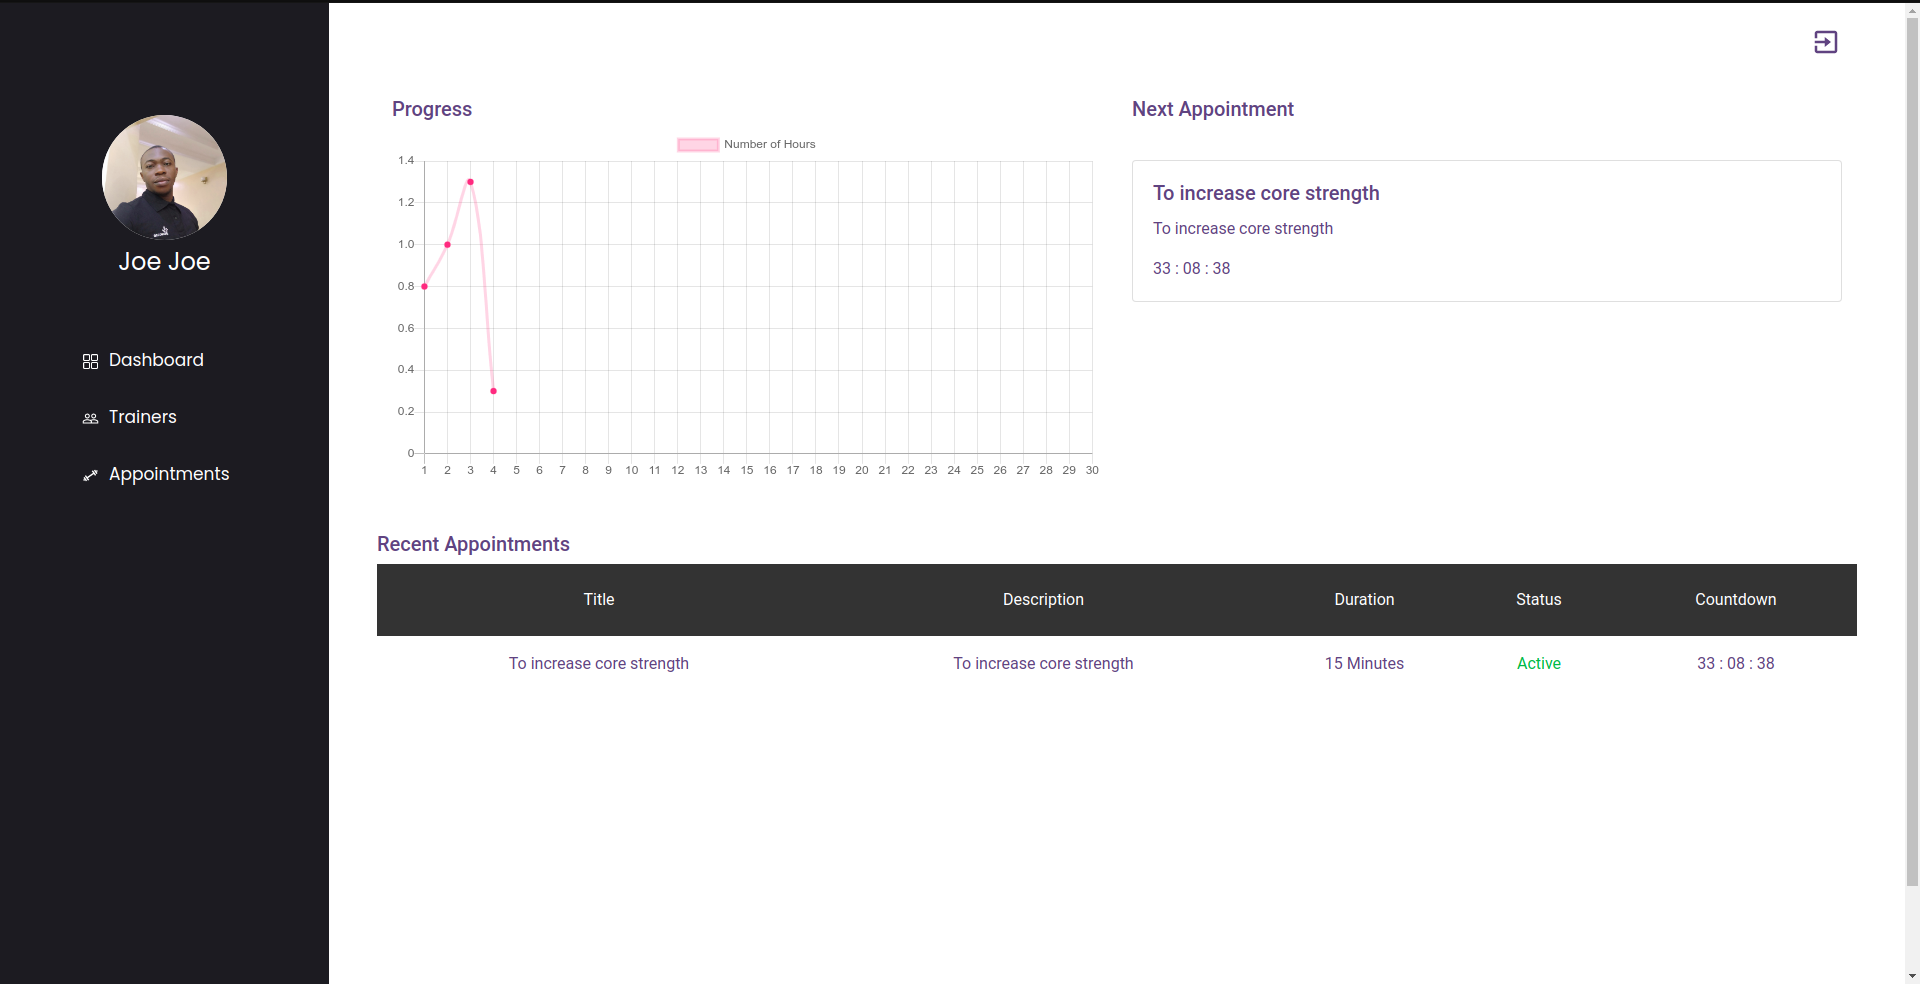 Joe Joe
Dashboard
Trainers
Appointments
Progress
Number of Hours
1.4
1.2
1.0
0.8
0.6
0.4
0.2
0
1 2 3 4 5 6 7 8 9 10 11 12 13 14 15 16 17 18 19 20 21 22 23 24 25 26 27 28 29 30
Next Appointment
To increase core strength
To increase core strength
33 : 08 : 38
Recent Appointments
Title Description Duration Status Countdown
To increase core strength To increase core strength 15 Minutes Active 33 : 08 : 38